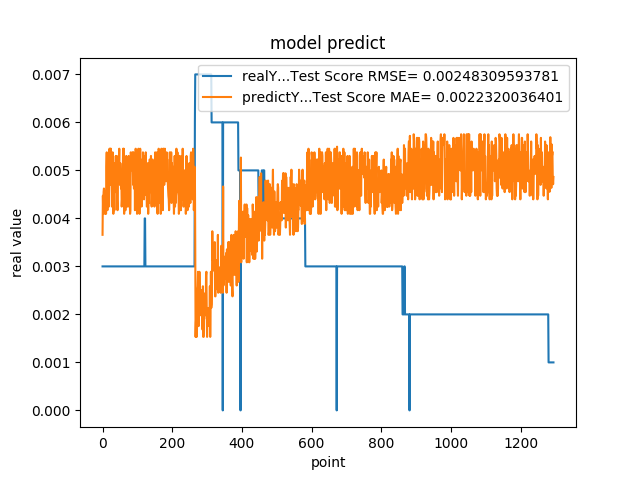 model predict
realY...Test Score RMSE= 0.00248309593781
predictY...Test Score MAE= 0.0022320036401
0.007
0.006
0.005
0.004
0.003
0.002
0.001
0.000
real value
0 200 400 600 800 1000 1200
point